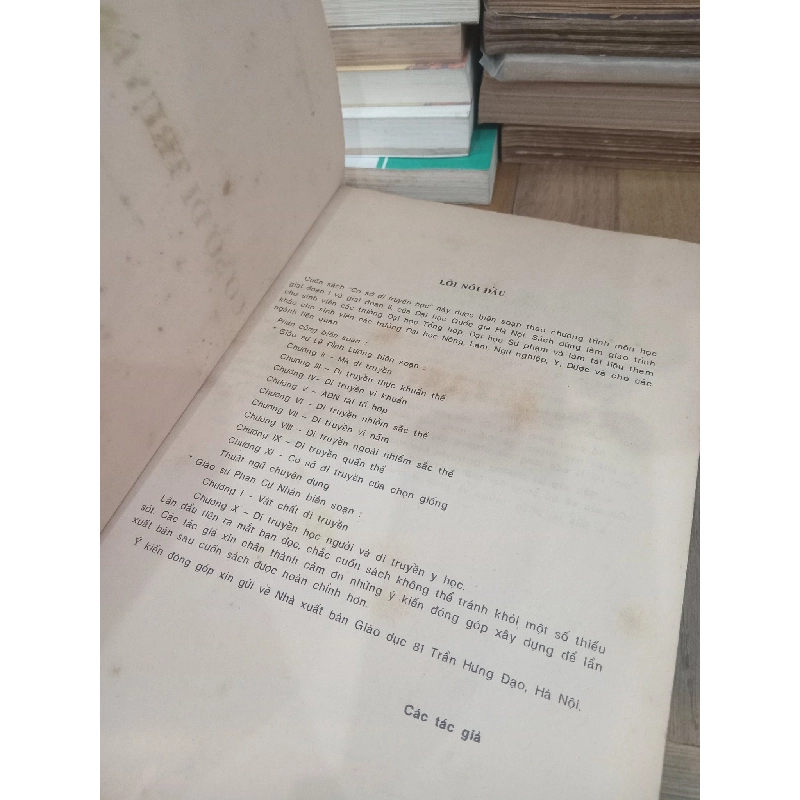 LỜI NÓI ĐẦU
Cuốn sách "Cơ sở di truyền học" này được biên soạn theo chương trình môn học
giai đoạn I và giai đoạn II, của Đại học Quốc gia Hà Nội. Sách dùng làm giáo trình
cho sinh viên các trường Đại học Tổng hợp, Đại học Sư phạm và làm tài liệu tham
khảo cho sinh viên các trường Đại học Nông, Lâm, Ngư nghiệp, Y, Dược và cho các
ngành liên quan.
Phân công biên soạn :
* Giáo sư Lê Đình Lương biên soạn :
Chương II - Mã di truyền
Chương III – Di truyền thực khuẩn thể
Chương IV- Di truyền vi khuẩn
Chương V – ADN tái tổ hợp
Chương VI - Di truyền nhiễm sắc thể
Chương VII – Di truyền vi nấm
Chương VIII - Di truyền ngoài nhiễm sắc thể
Chương IX – Di truyền quần thể
Chương XI - Cơ sở di truyền của chọn giống
Thuật ngữ chuyên dụng
* Giáo sư Phan Cự Nhân biên soạn :
Chương I - Vật chất di truyền
Chương X – Di truyền học người và di truyền y học.
Lần đầu tiên ra mắt bạn đọc, chắc cuốn sách không thể tránh khỏi một số thiếu
sót. Các tác giả xin chân thành cảm ơn những ý kiến đóng góp xây dựng để lần
xuất bản sau cuốn sách được hoàn chỉnh hơn.
Ý kiến đóng góp xin gửi về Nhà xuất bản Giáo dục 81 Trần Hưng Đạo, Hà Nội.
Các tác giả